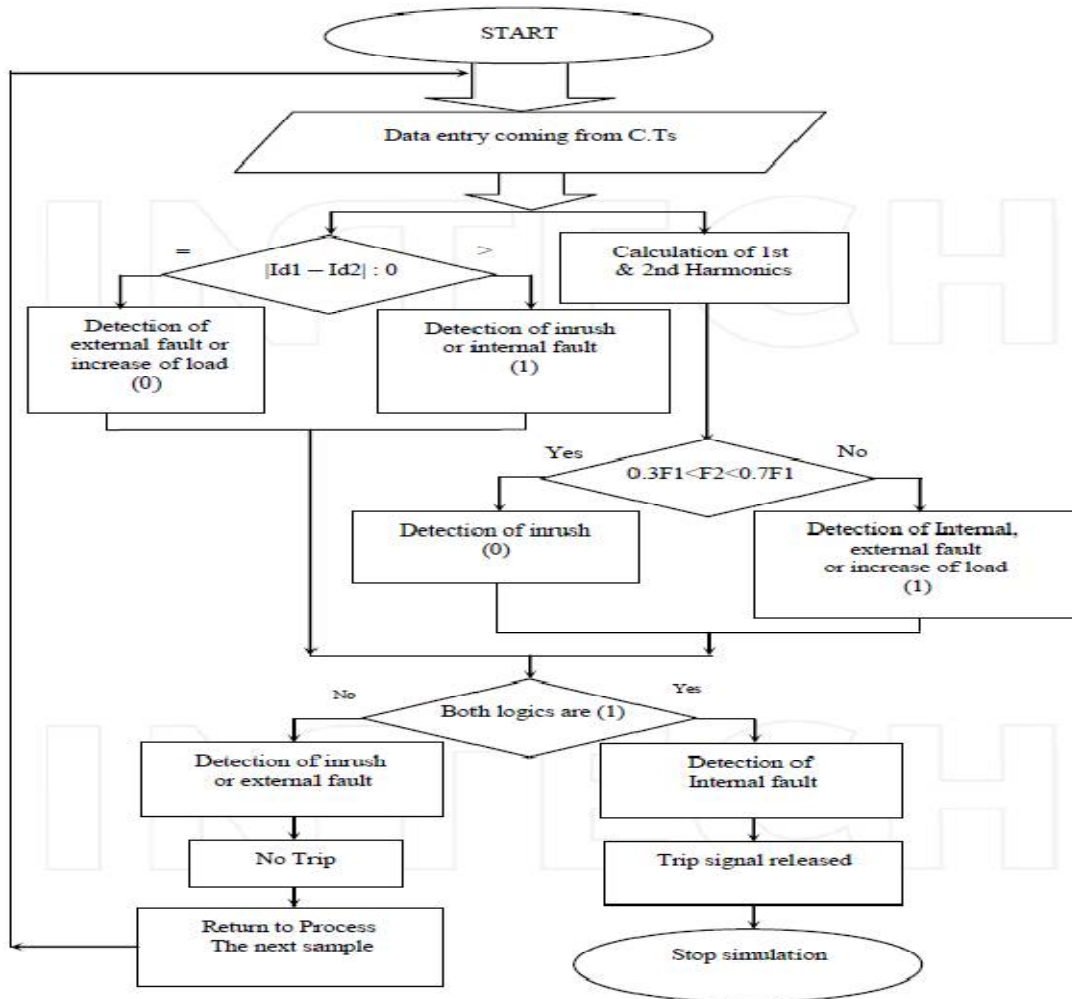 START
Data entry coming from C.Ts
=
|Id1 – Id2| : 0
>
Calculation of 1st
& 2nd Harmonics
Detection of
external fault or
increase of load
(0)
Detection of inrush
or internal fault
(1)
Yes
0.3F1<F2<0.7F1
No
Detection of inrush
(0)
Detection of Internal,
external fault
or increase of load
(1)
No
Both logics are (1)
Yes
Detection of inrush
or external fault
Detection of
Internal fault
No Trip
Trip signal released
Return to Process
The next sample
Stop simulation
INTECH
INTECH